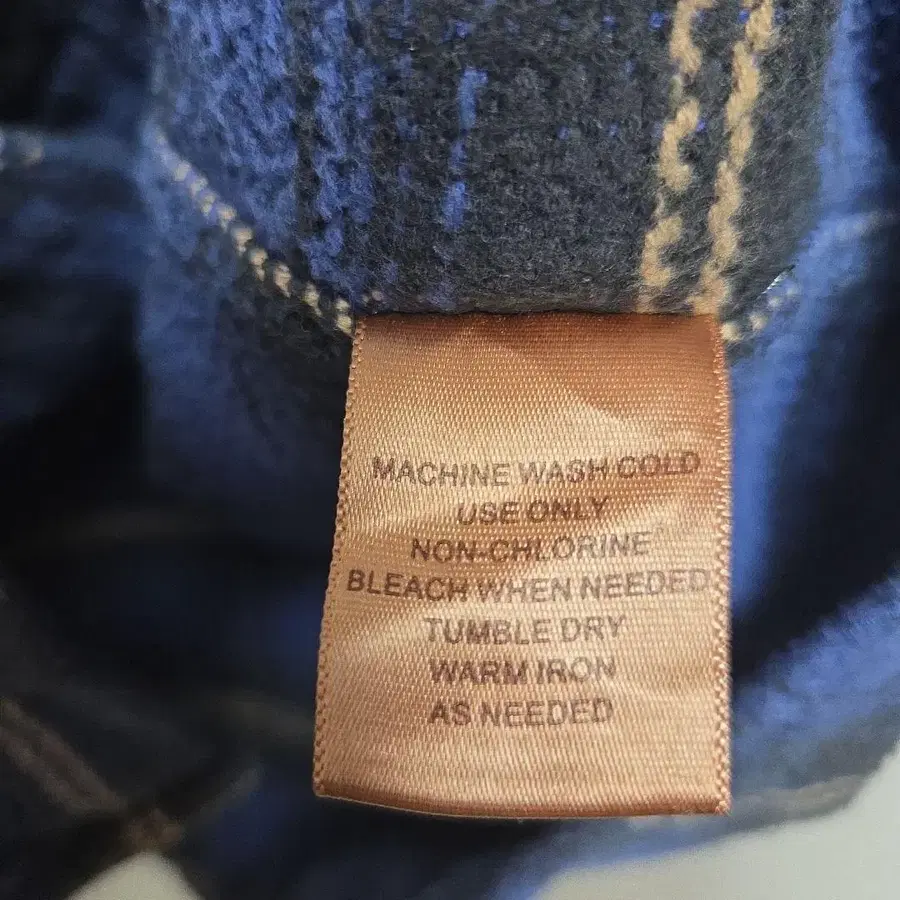 MACHINE WASH COLD
USE ONLY
NON-CHLORINE
BLEACH WHEN NEEDED
TUMBLE DRY
WARM IRON
AS NEEDED